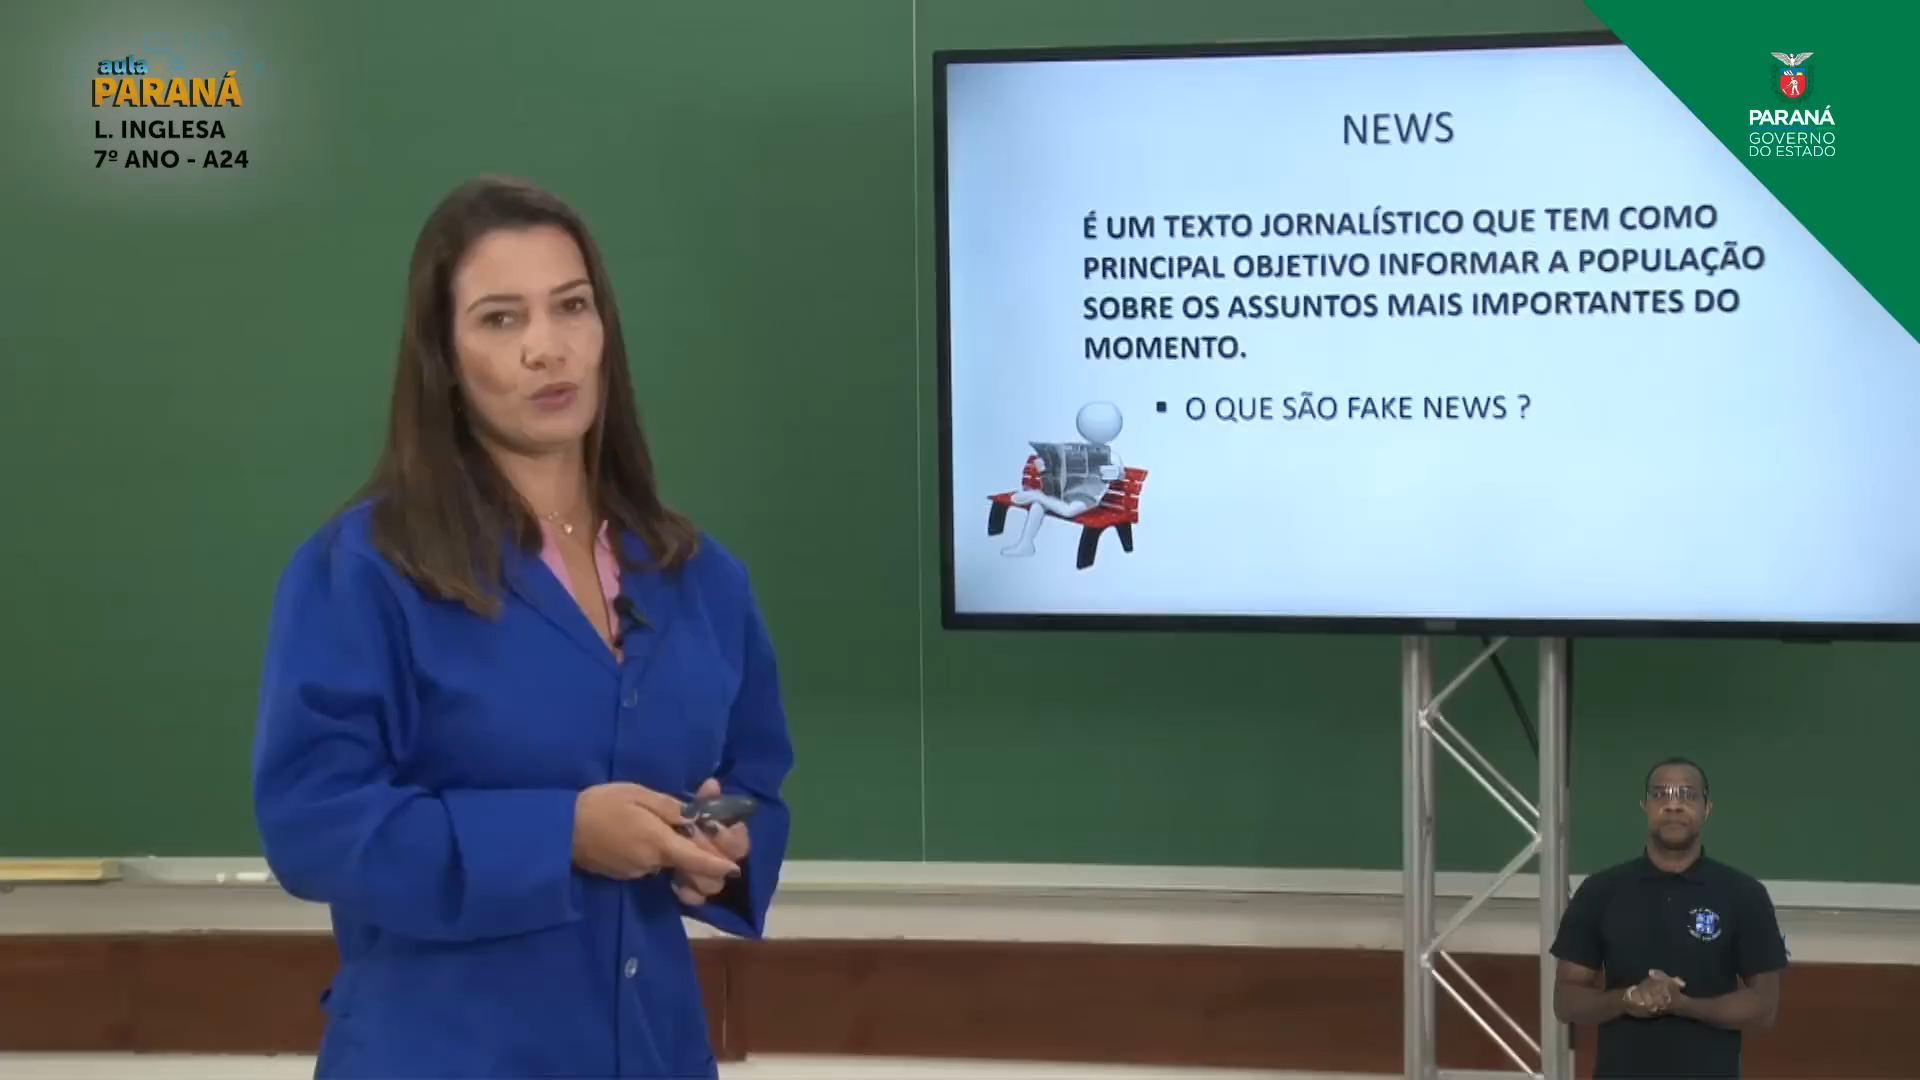 aula
PARANÁ
L. INGLESA
7º ANO - A24
NEWS
É UM TEXTO JORNALÍSTICO QUE TEM COMO
PRINCIPAL OBJETIVO INFORMAR A POPULAÇÃO
SOBRE OS ASSUNTOS MAIS IMPORTANTES DO
MOMENTO.
▪ O QUE SÃO FAKE NEWS ?
PARANÁ
GOVERNO
DO ESTADO